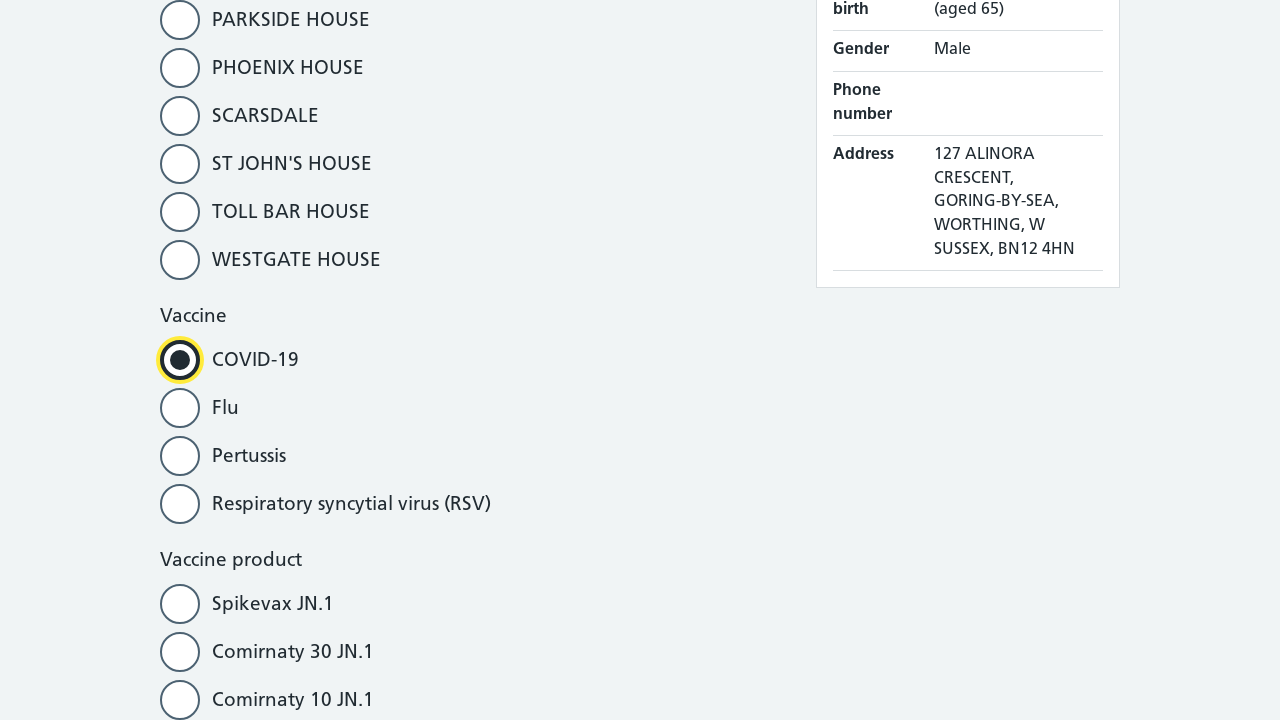 PARKSIDE HOUSE
PHOENIX HOUSE
SCARSDALE
ST JOHN'S HOUSE
TOLL BAR HOUSE
WESTGATE HOUSE
Vaccine
COVID-19
Flu
Pertussis
Respiratory syncytial virus (RSV)
Vaccine product
Spikevax JN.1
Comirnaty 30 JN.1
Comirnaty 10 JN.1
birth (aged 65)
Gender Male
Phone
number
Address 127 ALINORA
CRESCENT,
GORING-BY-SEA,
WORTHING, W
SUSSEX, BN12 4HN